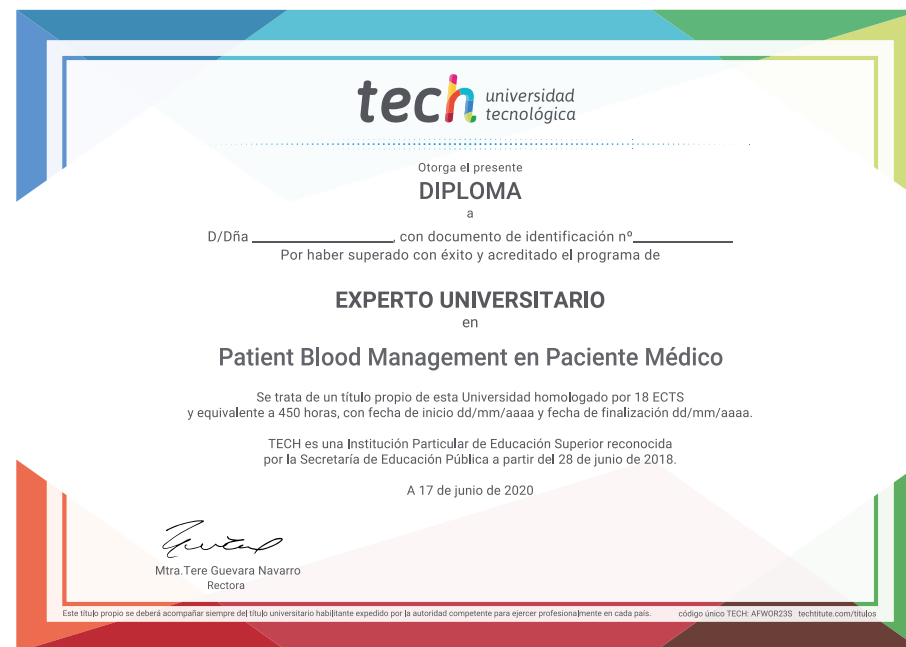 tech universidad
tecnológica
Otorga el presente
DIPLOMA
a
D/Dña ____________________, con documento de identificación nº______________
Por haber superado con éxito y acreditado el programa de
EXPERTO UNIVERSITARIO
en
Patient Blood Management en Paciente Médico
Se trata de un título propio de esta Universidad homologado por 18 ECTS
y equivalente a 450 horas, con fecha de inicio dd/mm/aaaa y fecha de finalización dd/mm/aaaa.
TECH es una Institución Particular de Educación Superior reconocida
por la Secretaría de Educación Pública a partir del 28 de junio de 2018.
A 17 de junio de 2020
Mtra.Tere Guevara Navarro
Rectora
Este título propio se deberá acompañar siempre del título universitario habilitante expedido por la autoridad competente para ejercer profesionalmente en cada país. código único TECH: AFWOR23S techtitute.com/titulos